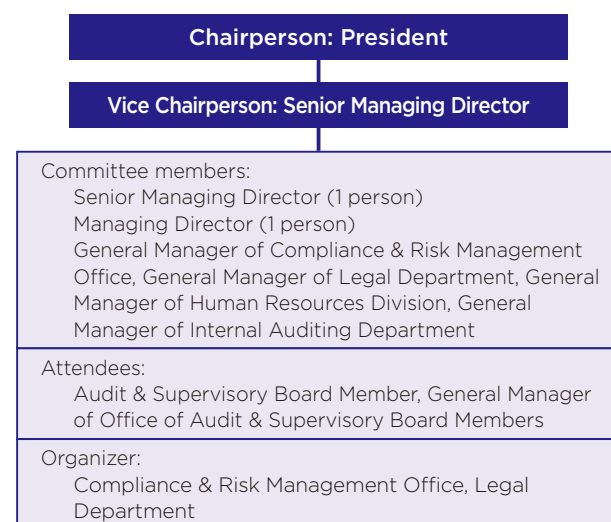 Chairperson: President
Vice Chairperson: Senior Managing Director
Committee members:
Senior Managing Director (1 person)
Managing Director (1 person)
General Manager of Compliance & Risk Management
Office, General Manager of Legal Department, General
Manager of Human Resources Division, General
Manager of Internal Auditing Department
Attendees:
Audit & Supervisory Board Member, General Manager
of Office of Audit & Supervisory Board Members
Organizer:
Compliance & Risk Management Office, Legal
Department